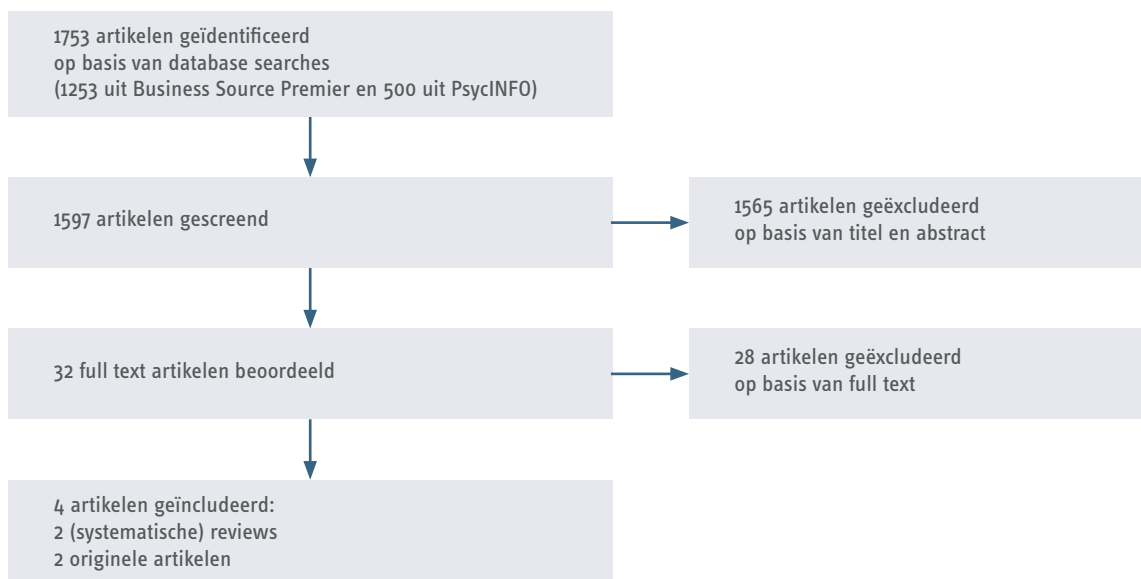 1753 artikelen geïdentificeerd
op basis van database searches
(1253 uit Business Source Premier en 500 uit PsycINFO)
1597 artikelen gescreend
1565 artikelen geëxcludeerd
op basis van titel en abstract
32 full text artikelen beoordeeld
28 artikelen geëxcludeerd
op basis van full text
4 artikelen geïncludeerd:
2 (systematische) reviews
2 originele artikelen